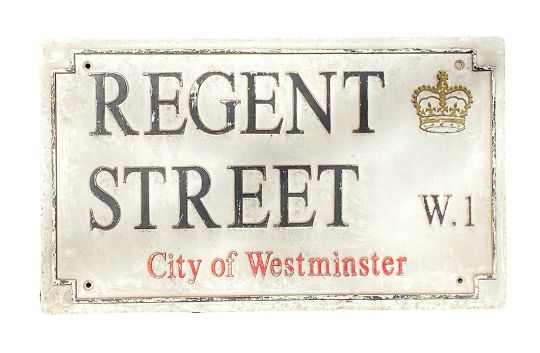 REGENT
STREET W.1
City of Westminster